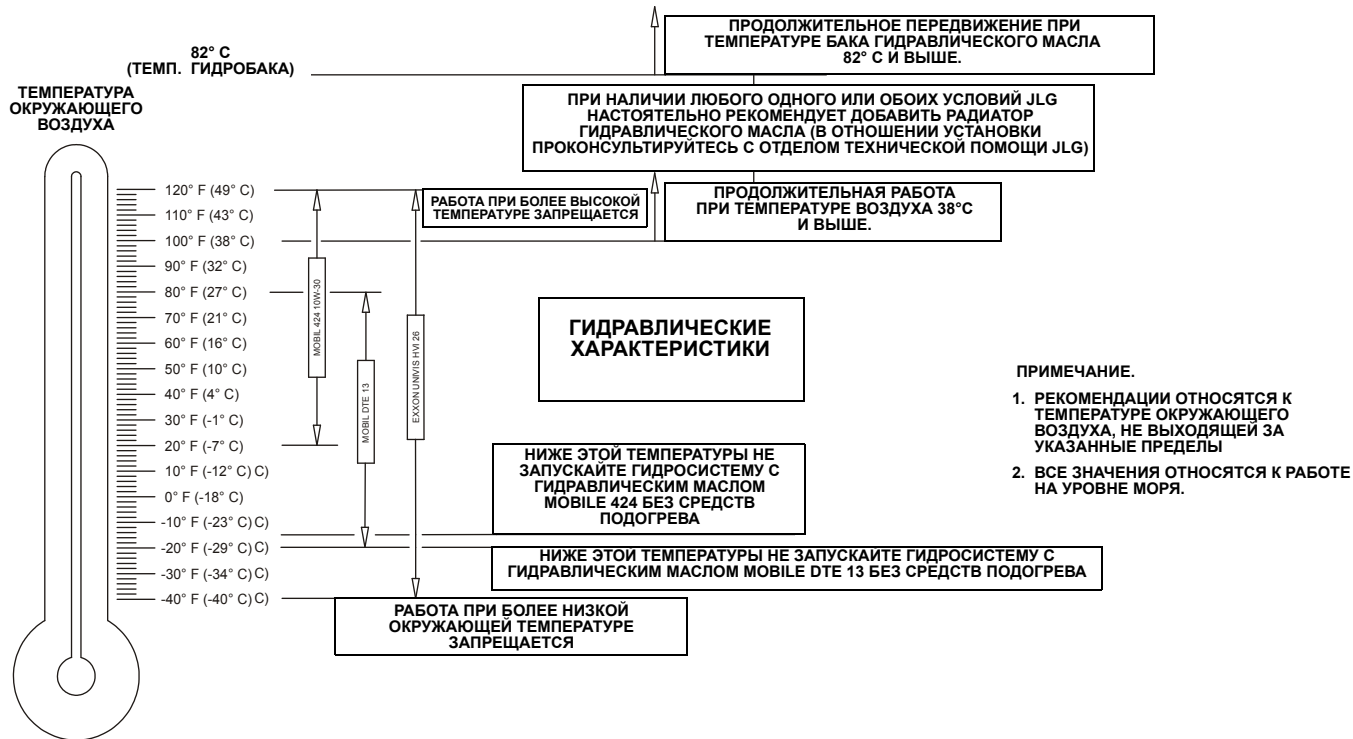 82° C
(ТЕМП. ГИДРОБАКА)
ТЕМПЕРАТУРА
ОКРУЖАЮЩЕГО
ВОЗДУХА
ПРОДОЛЖИТЕЛЬНОЕ ПЕРЕДВИЖЕНИЕ ПРИ
ТЕМПЕРАТУРЕ БАКА ГИДРАВЛИЧЕСКОГО МАСЛА
82° С И ВЫШЕ.
ПРИ НАЛИЧИИ ЛЮБОГО ОДНОГО ИЛИ ОБОИХ УСЛОВИЙ JLG
НАСТОЯТЕЛЬНО РЕКОМЕНДУЕТ ДОБАВИТЬ РАДИАТОР
ГИДРАВЛИЧЕСКОГО МАСЛА (В ОТНОШЕНИИ УСТАНОВКИ
ПРОКОНСУЛЬТИРУЙТЕСЬ С ОТДЕЛОМ ТЕХНИЧЕСКОЙ ПОМОЩИ JLG)
РАБОТА ПРИ БОЛЕЕ ВЫСОКОЙ
ТЕМПЕРАТУРЕ ЗАПРЕЩАЕТСЯ
ПРОДОЛЖИТЕЛЬНАЯ РАБОТА
ПРИ ТЕМПЕРАТУРЕ ВОЗДУХА 38°С
И ВЫШЕ.
120° F (49° C)
110° F (43° C)
100° F (38° C)
90° F (32° C)
80° F (27° C)
70° F (21° C)
60° F (16° C)
50° F (10° C)
40° F (4° C)
30° F (-1° C)
20° F (-7° C)
10° F (-12° C) C)
0° F (-18° C)
-10° F (-23° C) C)
-20° F (-29° C) C)
-30° F (-34° C) C)
-40° F (-40° C) C)
MOBIL 424 10W-30
MOBIL DTE 13
EXXON UNIVIS HVI 26
ГИДРАВЛИЧЕСКИЕ
ХАРАКТЕРИСТИКИ
НИЖЕ ЭТОЙ ТЕМПЕРАТУРЫ НЕ
ЗАПУСКАЙТЕ ГИДРОСИСТЕМУ С
ГИДРАВЛИЧЕСКИМ МАСЛОМ
MOBILE 424 БЕЗ СРЕДСТВ
ПОДОГРЕВА
НИЖЕ ЭТОЙ ТЕМПЕРАТУРЫ НЕ ЗАПУСКАЙТЕ ГИДРОСИСТЕМУ С
ГИДРАВЛИЧЕСКИМ МАСЛОМ MOBILE DTE 13 БЕЗ СРЕДСТВ ПОДОГРЕВА
РАБОТА ПРИ БОЛЕЕ НИЗКОЙ
ОКРУЖАЮЩЕЙ ТЕМПЕРАТУРЕ
ЗАПРЕЩАЕТСЯ
ПРИМЕЧАНИЕ.
1. РЕКОМЕНДАЦИИ ОТНОСЯТСЯ К
ТЕМПЕРАТУРЕ ОКРУЖАЮЩЕГО
ВОЗДУХА, НЕ ВЫХОДЯЩЕЙ ЗА
УКАЗАННЫЕ ПРЕДЕЛЫ
2. ВСЕ ЗНАЧЕНИЯ ОТНОСЯТСЯ К РАБОТЕ
НА УРОВНЕ МОРЯ.